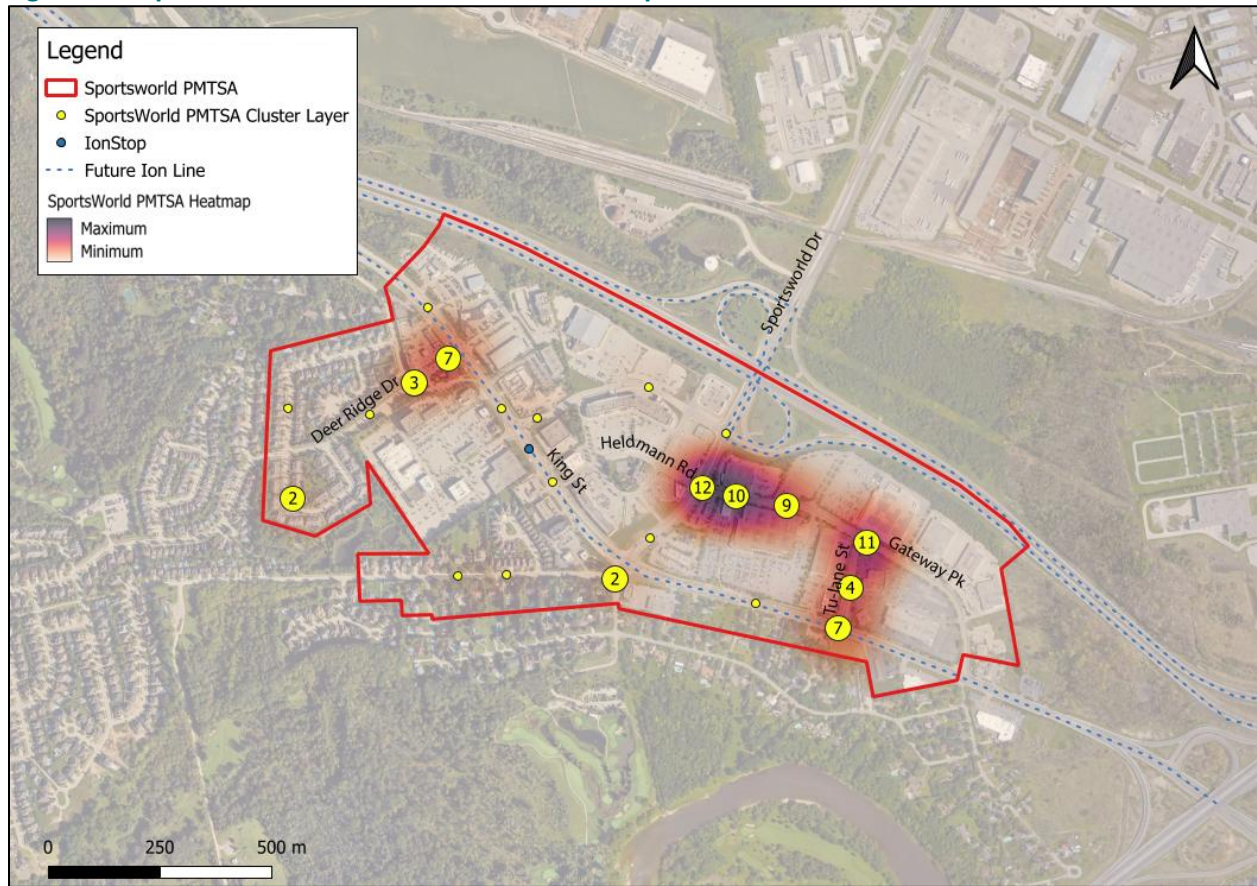 Legend
Sportsworld PMTSA
SportsWorld PMTSA Cluster Layer
IonStop
Future Ion Line
SportsWorld PMTSA Heatmap
Maximum
Minimum
Sportsworld Dr
7
3
Deer Ridge Dr
2
King St
Heldmann Rd
12
10
9
11
Gateway Pk
Tu-lane St
4
2
7
0 250 500 m